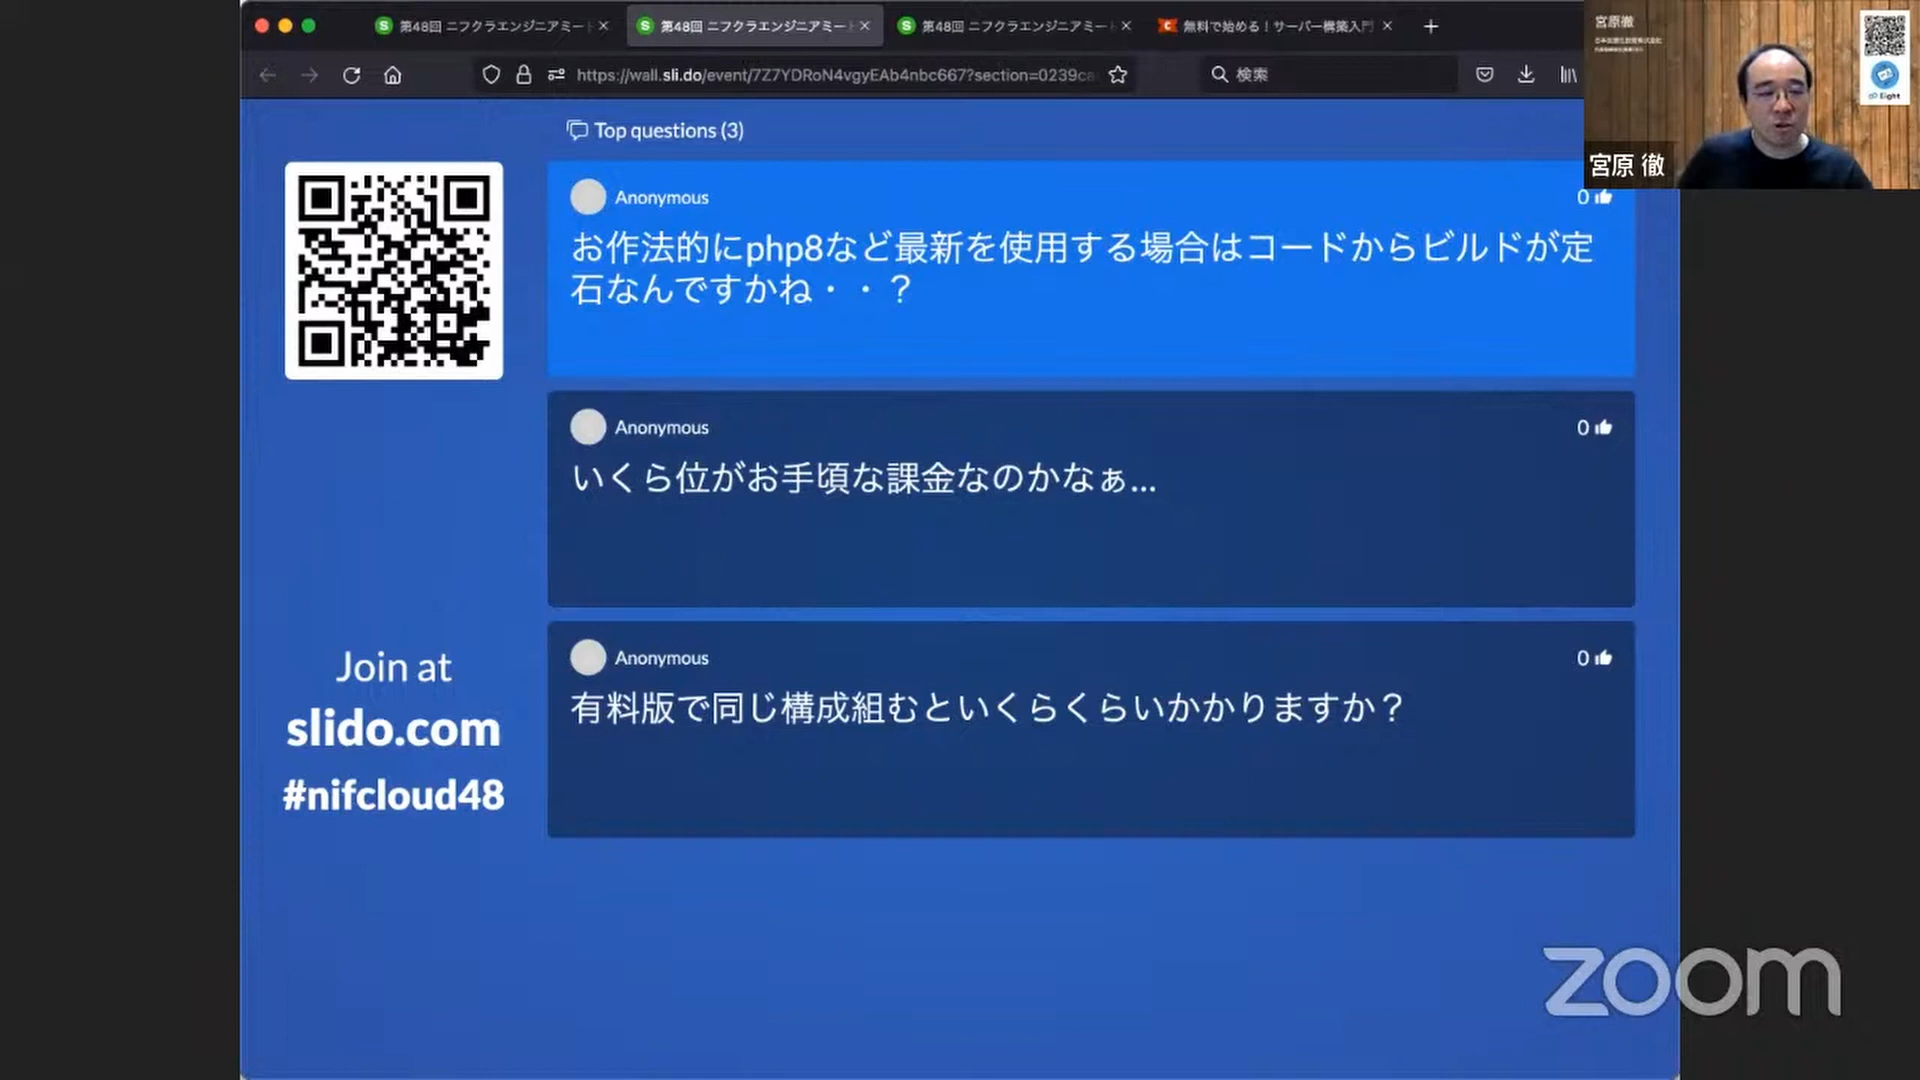 第48回 ニフクラエンジニアミート
第48回 ニフクラエンジニアミート
第48回 ニフクラエンジニアミート
無料で始める！サーバー構築入門
https://wall.sli.do/event/7Z7YDRoN4vgyEAb4nbc667?section=0239ca
検索
宮原徹
Eight
宮原 徹
Top questions (3)
Anonymous
0
お作法的にphp8など最新を使用する場合はコードからビルドが定
石なんですかね・・？
Anonymous
0
いくら位がお手頃な課金なのかなぁ...
Anonymous
0
有料版で同じ構成組むといくらくらいかかりますか？
Join at
slido.com
#nifcloud48
zoom